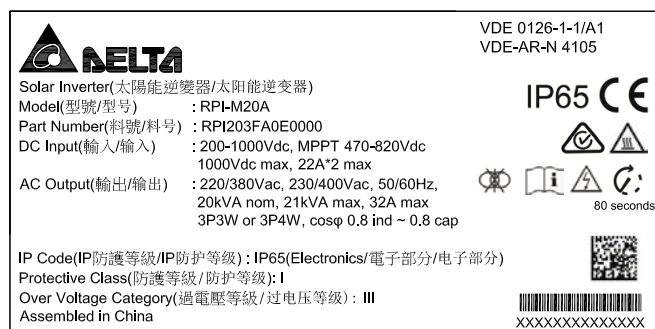 VDE 0126-1-1/A1
VDE-AR-N 4105
DELTA
Solar Inverter(太陽能逆變器/太阳能逆变器)
Model(型號/型号) : RPI-M20A
Part Number(料號/料号) : RPI203FA0E0000
DC Input(輸入/输入) : 200-1000Vdc, MPPT 470-820Vdc
1000Vdc max, 22A*2 max
AC Output(輸出/输出) : 220/380Vac, 230/400Vac, 50/60Hz,
20kVA nom, 21kVA max, 32A max
3P3W or 3P4W, cosφ 0.8 ind ~ 0.8 cap
IP65 CE
80 seconds
IP Code(IP防護等級/IP防护等级) : IP65(Electronics/電子部分/电子部分)
Protective Class(防護等級/防护等级): I
Over Voltage Category(過電壓等級/过电压等级) : III
Assembled in China
XXXXXXXXXXXXXX